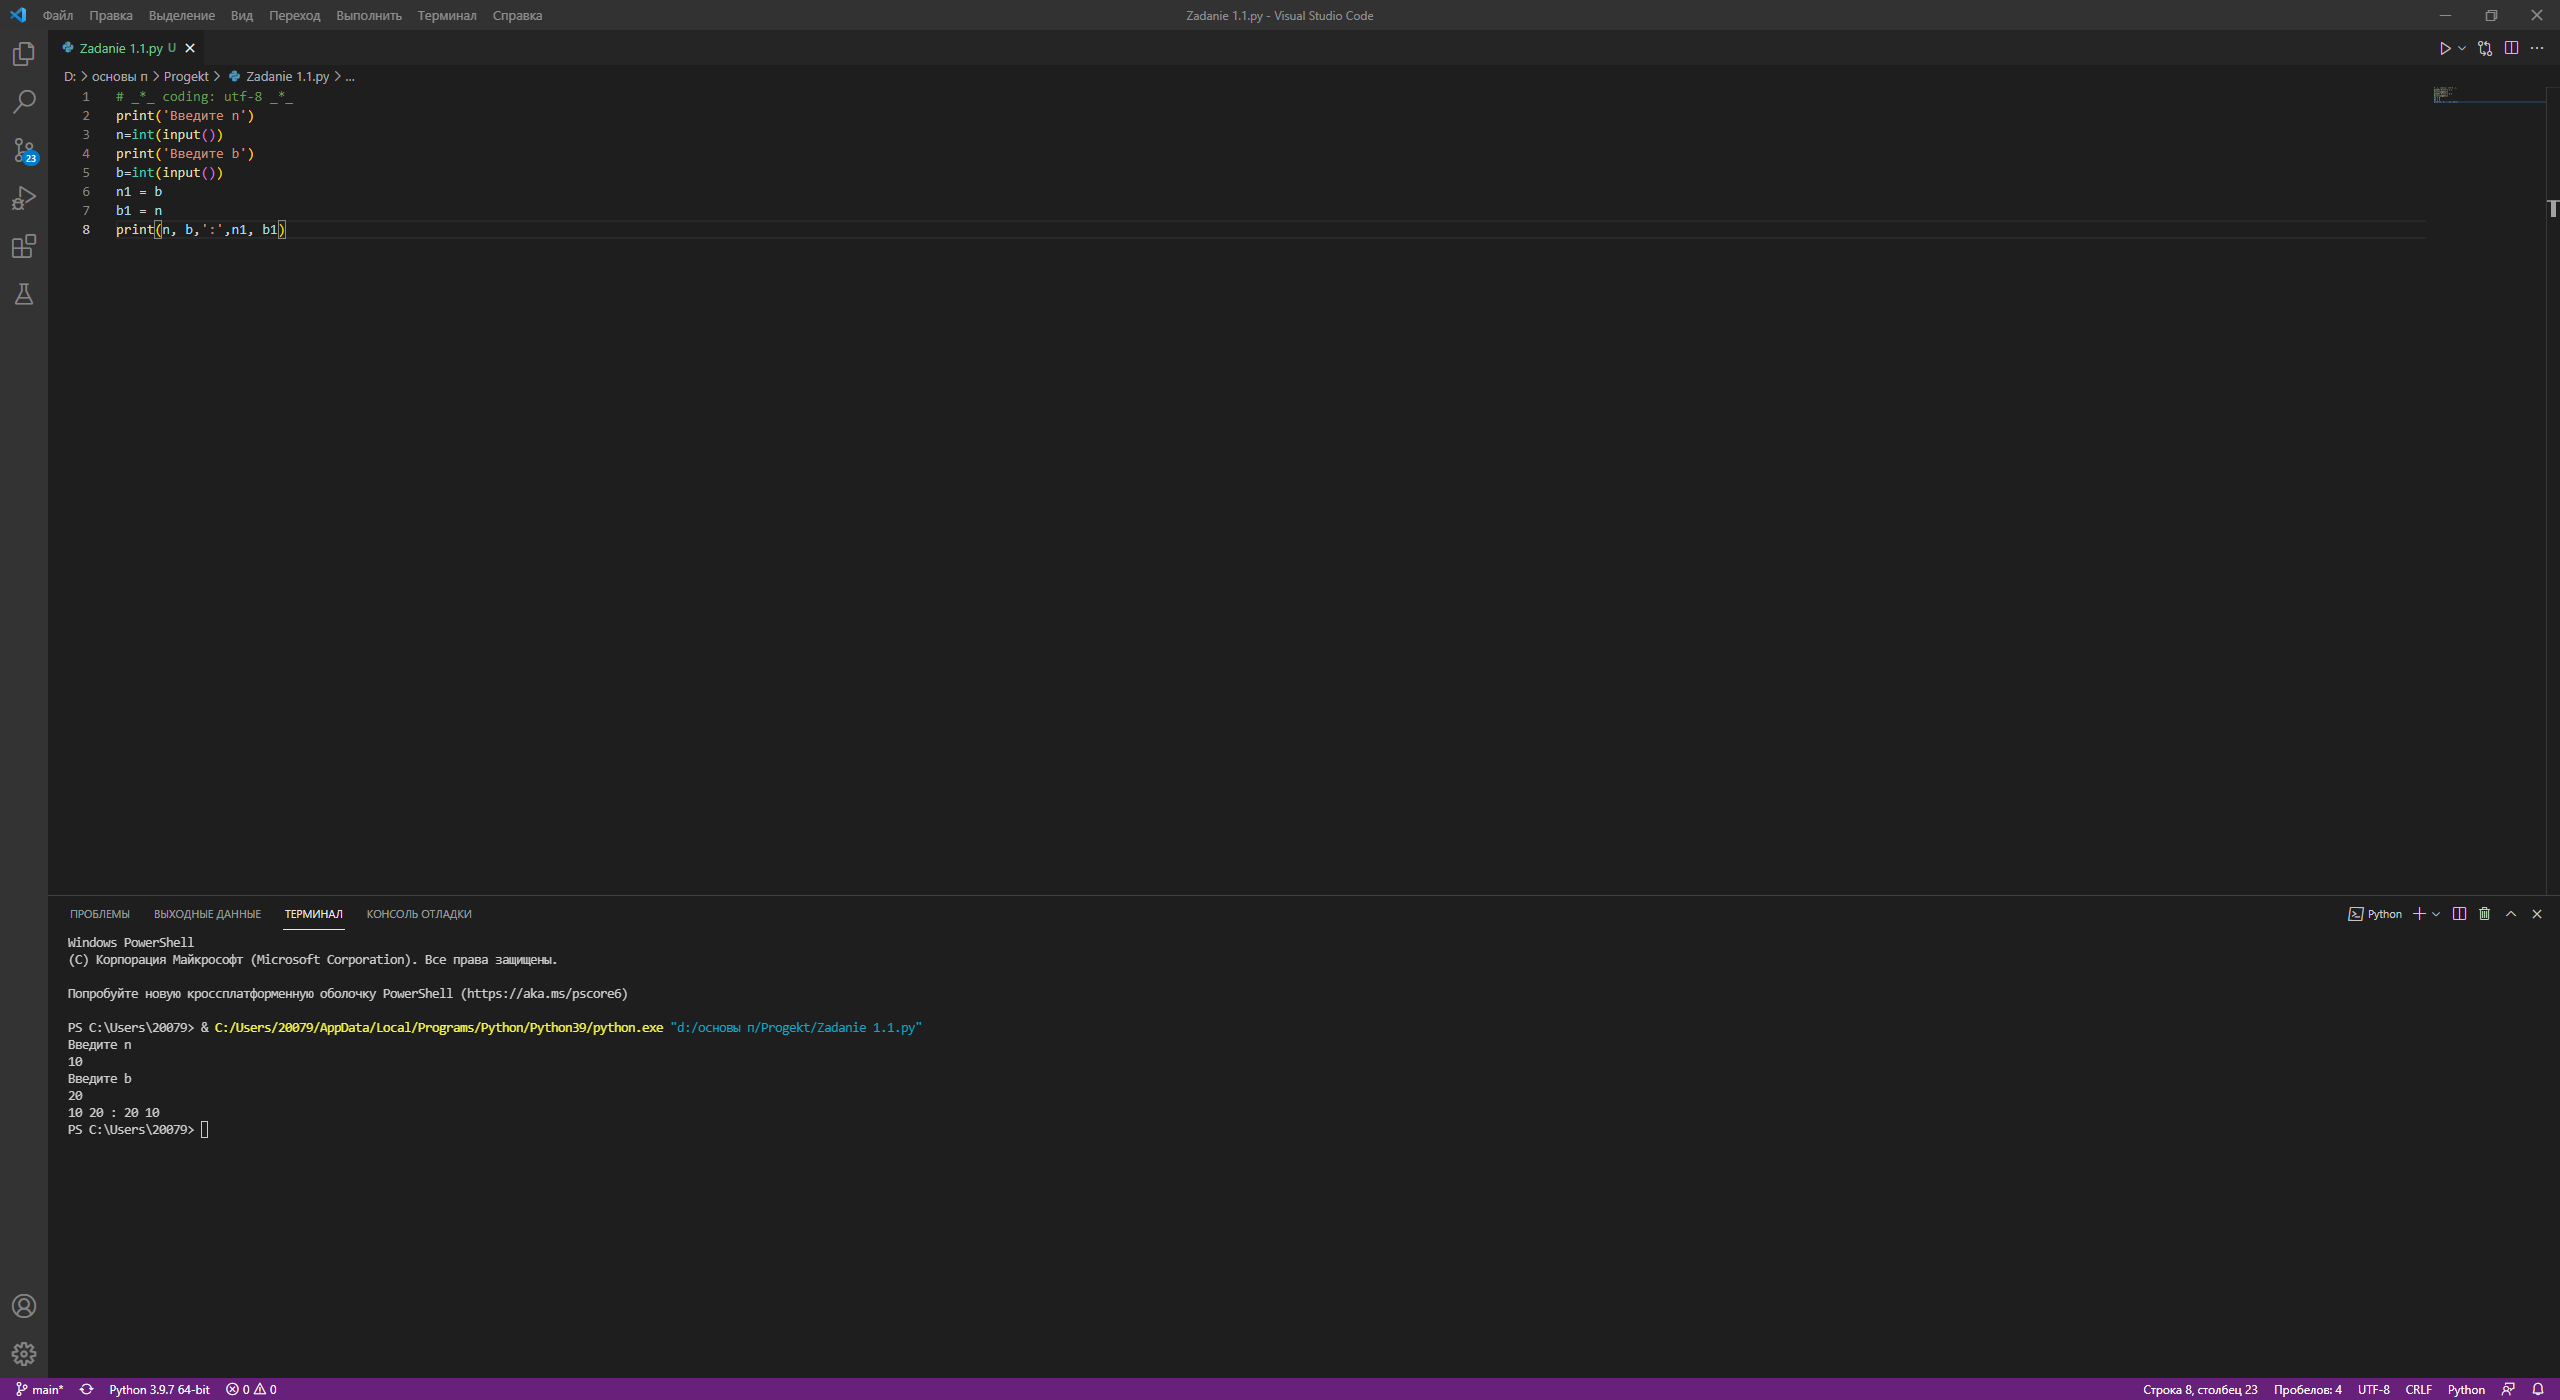 Файл Правка Выделение Вид Переход Выполнить Терминал Справка
Zadanie 1.1.py - Visual Studio Code
Zadanie 1.1.py U
D: > основы п > Progekt > Zadanie 1.1.py > ...
23
1 # _*_ coding: utf-8 _*_
2 print('Введите n')
3 n=int(input())
4 print('Введите b')
5 b=int(input())
6 n1 = b
7 b1 = n
8 print(n, b,':',n1, b1)
ПРОБЛЕМЫ ВЫХОДНЫЕ ДАННЫЕ ТЕРМИНАЛ КОНСОЛЬ ОТЛАДКИ
Python
Windows PowerShell
(C) Корпорация Майкрософт (Microsoft Corporation). Все права защищены.
Попробуйте новую кроссплатформенную оболочку PowerShell (https://aka.ms/pscore6)
PS C:\Users\20079> & C:/Users/20079/AppData/Local/Programs/Python/Python39/python.exe "d:/основы п/Progekt/Zadanie 1.1.py"
Введите n
10
Введите b
20
10 20 : 20 10
PS C:\Users\20079>
main* Python 3.9.7 64-bit 0 0
Строка 8, столбец 23 Пробелов: 4 UTF-8 CRLF Python